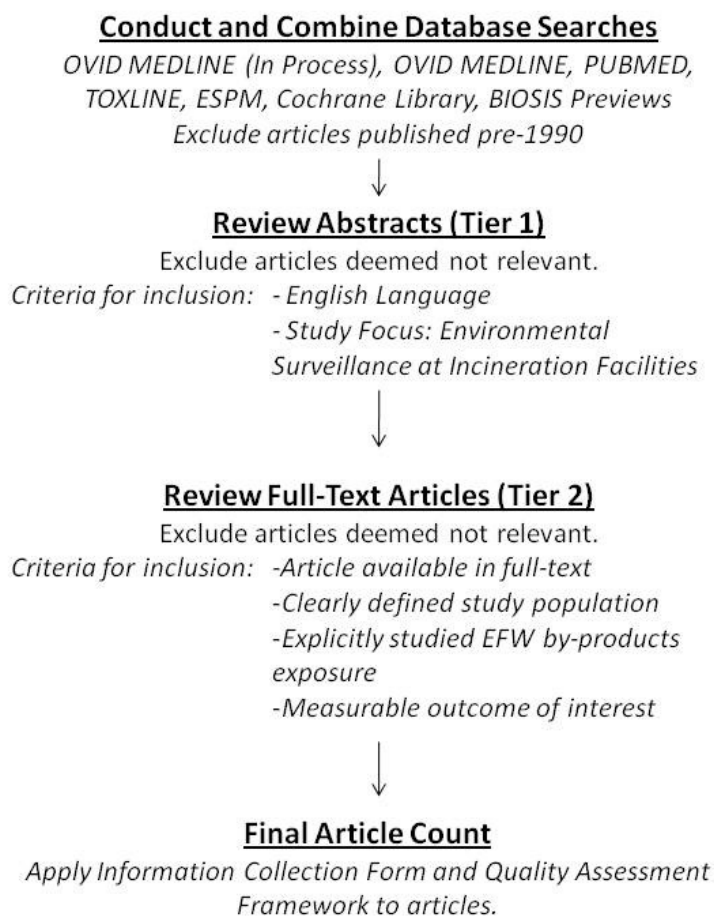 Conduct and Combine Database Searches
OVID MEDLINE (In Process), OVID MEDLINE, PUBMED,
TOXLINE, ESPM, Cochrane Library, BIOSIS Previews
Exclude articles published pre-1990
Review Abstracts (Tier 1)
Exclude articles deemed not relevant.
Criteria for inclusion: - English Language
- Study Focus: Environmental
Surveillance at Incineration Facilities
Review Full-Text Articles (Tier 2)
Exclude articles deemed not relevant.
Criteria for inclusion: -Article available in full-text
-Clearly defined study population
-Explicitly studied EFW by-products
exposure
-Measurable outcome of interest
Final Article Count
Apply Information Collection Form and Quality Assessment
Framework to articles.